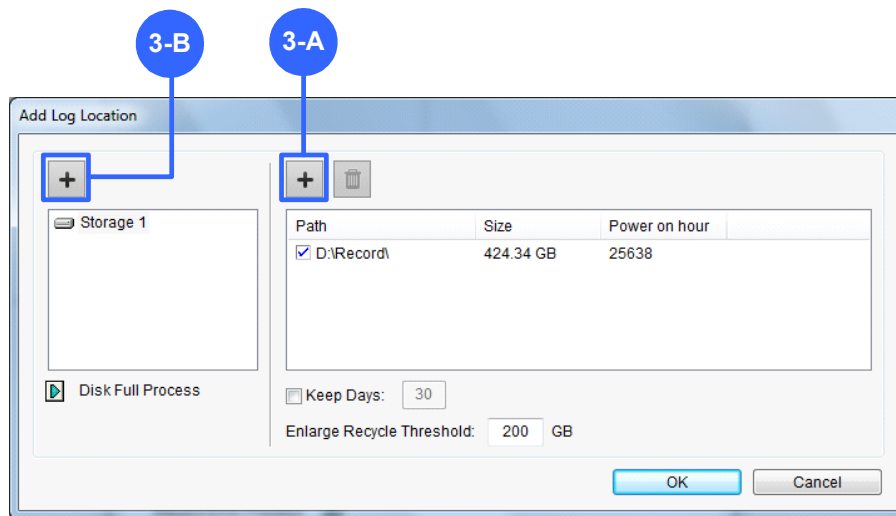 3-B
3-A
Add Log Location
Storage 1
Path Size Power on hour
D:\Record\ 424.34 GB 25638
Disk Full Process
Keep Days: 30
Enlarge Recycle Threshold: 200 GB
OK Cancel